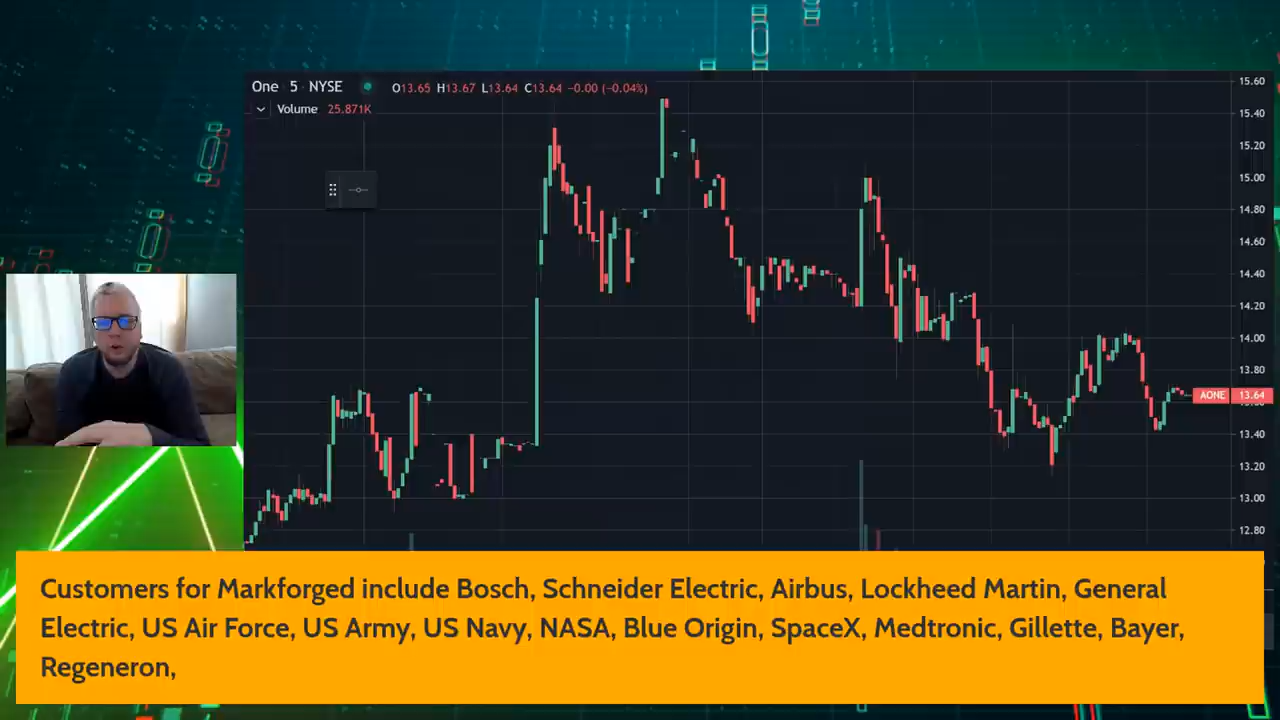 One 5 NYSE O13.65 H13.67 L13.64 C13.64 −0.00 (−0.04%)
Volume 25.871K
15.60
15.40
15.20
15.00
14.80
14.60
14.40
14.20
14.00
13.80
AONE 13.64
13.40
13.20
13.00
12.80
Customers for Markforged include Bosch, Schneider Electric, Airbus, Lockheed Martin, General
Electric, US Air Force, US Army, US Navy, NASA, Blue Origin, SpaceX, Medtronic, Gillette, Bayer,
Regeneron,